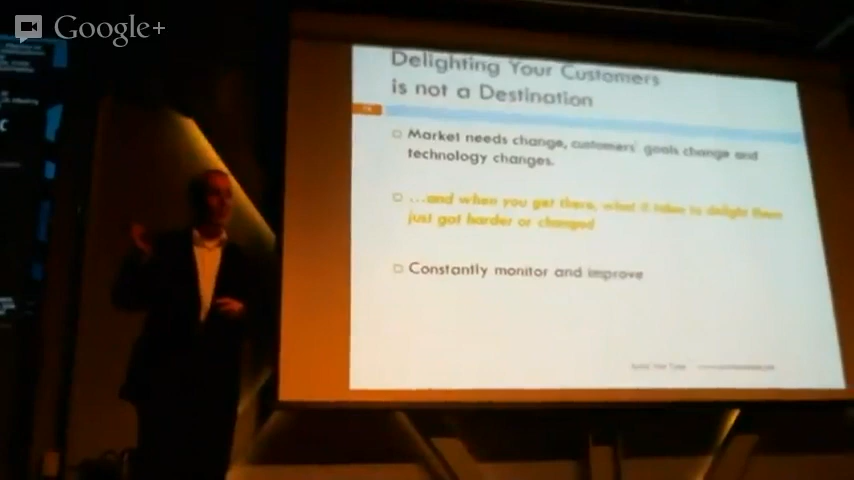 Google+
Delighting Your Customers
is not a Destination
Market needs change, customers' goals change and
technology changes.
...and when you get there, what it takes to delight them
just got harder or changed
Constantly monitor and improve